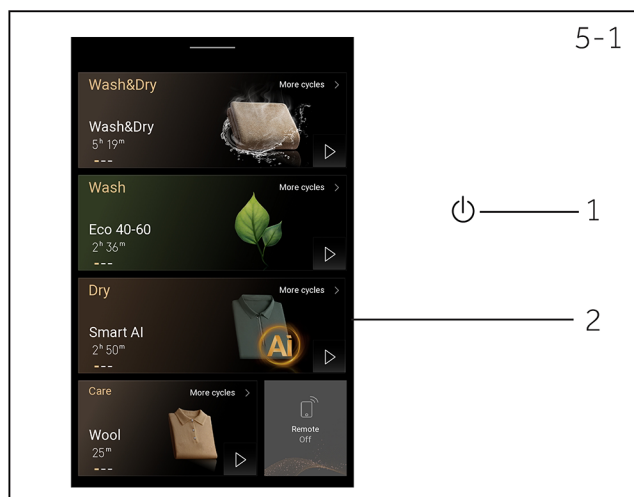 5-1
Wash&Dry
More cycles
Wash&Dry
5h 19m
Wash
More cycles
Eco 40-60
2h 36m
Dry
More cycles
Smart AI
2h 50m
Ai
Care
More cycles
Wool
25m
Remote
Off
1
2